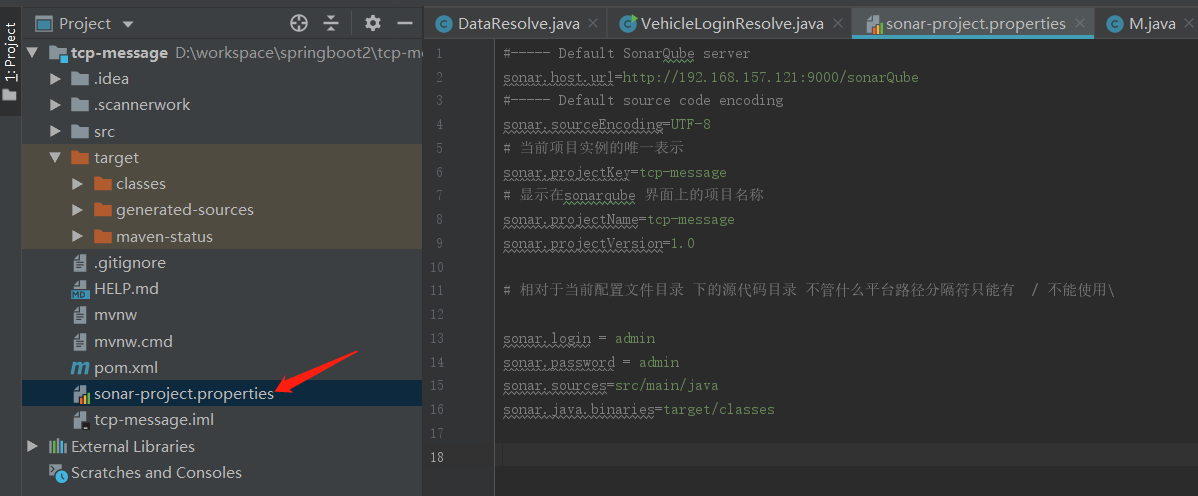 Project
1: Project
tcp-message D:\workspace\springboot2\tcp-me
.idea
.scannerwork
src
target
classes
generated-sources
maven-status
.gitignore
HELP.md
mvnw
mvnw.cmd
pom.xml
sonar-project.properties
tcp-message.iml
External Libraries
Scratches and Consoles
DataResolve.java
VehicleLoginResolve.java
sonar-project.properties
M.java
1 #----- Default SonarQube server
2 sonar.host.url=http://192.168.157.121:9000/sonarQube
3 #----- Default source code encoding
4 sonar.sourceEncoding=UTF-8
5 # 当前项目实例的唯一表示
6 sonar.projectKey=tcp-message
7 # 显示在sonarqube 界面上的项目名称
8 sonar.projectName=tcp-message
9 sonar.projectVersion=1.0
10
11 # 相对于当前配置文件目录 下的源代码目录 不管什么平台路径分隔符只能有  / 不能使用\
12
13 sonar.login = admin
14 sonar.password = admin
15 sonar.sources=src/main/java
16 sonar.java.binaries=target/classes
17
18